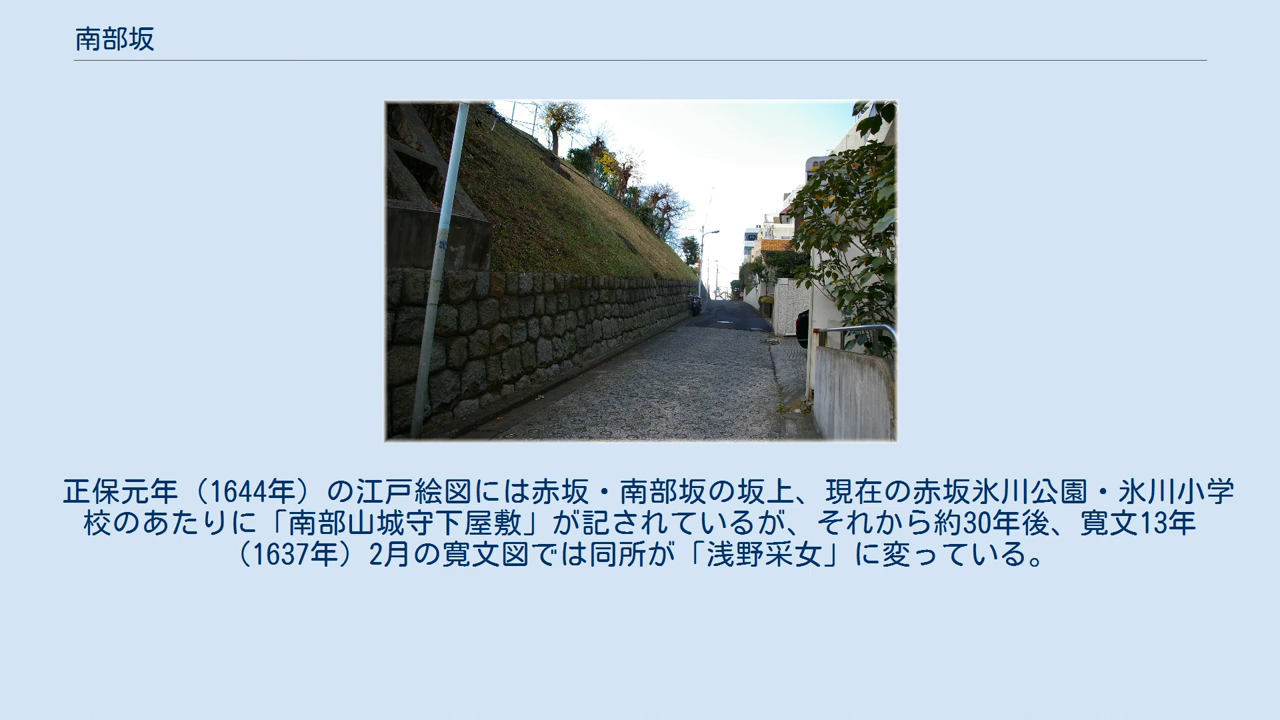 南部坂
正保元年（1644年）の江戸絵図には赤坂・南部坂の坂上、現在の赤坂氷川公園・氷川小学
校のあたりに「南部山城守下屋敷」が記されているが、それから約30年後、寛文13年
（1637年）2月の寛文図では同所が「浅野采女」に変っている。